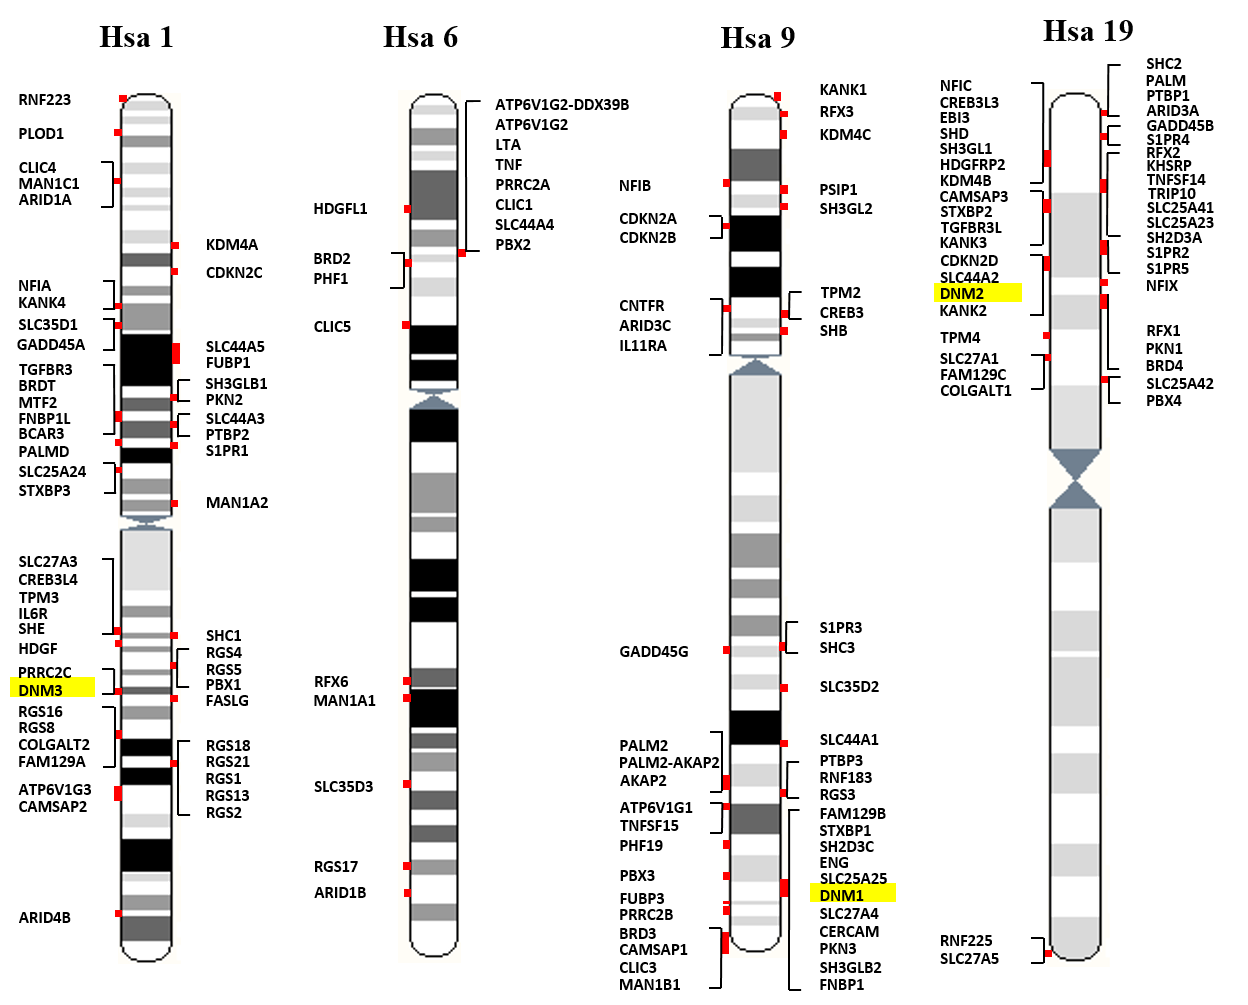 Hsa 1
RNF223
PLOD1
CLIC4
MAN1C1
ARID1A
NFIA
KANK4
SLC35D1
GADD45A
TGFBR3
BRDT
MTF2
FNBP1L
BCAR3
PALMD
SLC25A24
STXBP3
SLC27A3
CREB3L4
TPM3
IL6R
SHE
HDGF
PRRC2C
DNM3
RGS16
RGS8
COLGALT2
FAM129A
ATP6V1G3
CAMSAP2
ARID4B
KDM4A
CDKN2C
SLC44A5
FUBP1
SH3GLB1
PKN2
SLC44A3
PTBP2
S1PR1
MAN1A2
SHC1
RGS4
RGS5
PBX1
FASLG
RGS18
RGS21
RGS1
RGS13
RGS2
Hsa 6
HDGFL1
BRD2
PHF1
CLIC5
RFX6
MAN1A1
SLC35D3
RGS17
ARID1B
ATP6V1G2-DDX39B
ATP6V1G2
LTA
TNF
PRRC2A
CLIC1
SLC44A4
PBX2
Hsa 9
NFIB
CDKN2A
CDKN2B
CNTFR
ARID3C
IL11RA
GADD45G
PALM2
PALM2-AKAP2
AKAP2
ATP6V1G1
TNFSF15
PHF19
PBX3
FUBP3
PRRC2B
BRD3
CAMSAP1
CLIC3
MAN1B1
KANK1
RFX3
KDM4C
PSIP1
SH3GL2
TPM2
CREB3
SHB
S1PR3
SHC3
SLC35D2
SLC44A1
PTBP3
RNF183
RGS3
FAM129B
STXBP1
SH2D3C
ENG
SLC25A25
DNM1
SLC27A4
CERCAM
PKN3
SH3GLB2
FNBP1
Hsa 19
NFIC
CREB3L3
EBI3
SHD
SH3GL1
HDGFRP2
KDM4B
CAMSAP3
STXBP2
TGFBR3L
KANK3
CDKN2D
SLC44A2
DNM2
KANK2
TPM4
SLC27A1
FAM129C
COLGALT1
RNF225
SLC27A5
SHC2
PALM
PTBP1
ARID3A
GADD45B
S1PR4
RFX2
KHSRP
TNFSF14
TRIP10
SLC25A41
SLC25A23
SH2D3A
S1PR2
S1PR5
NFIX
RFX1
PKN1
BRD4
SLC25A42
PBX4